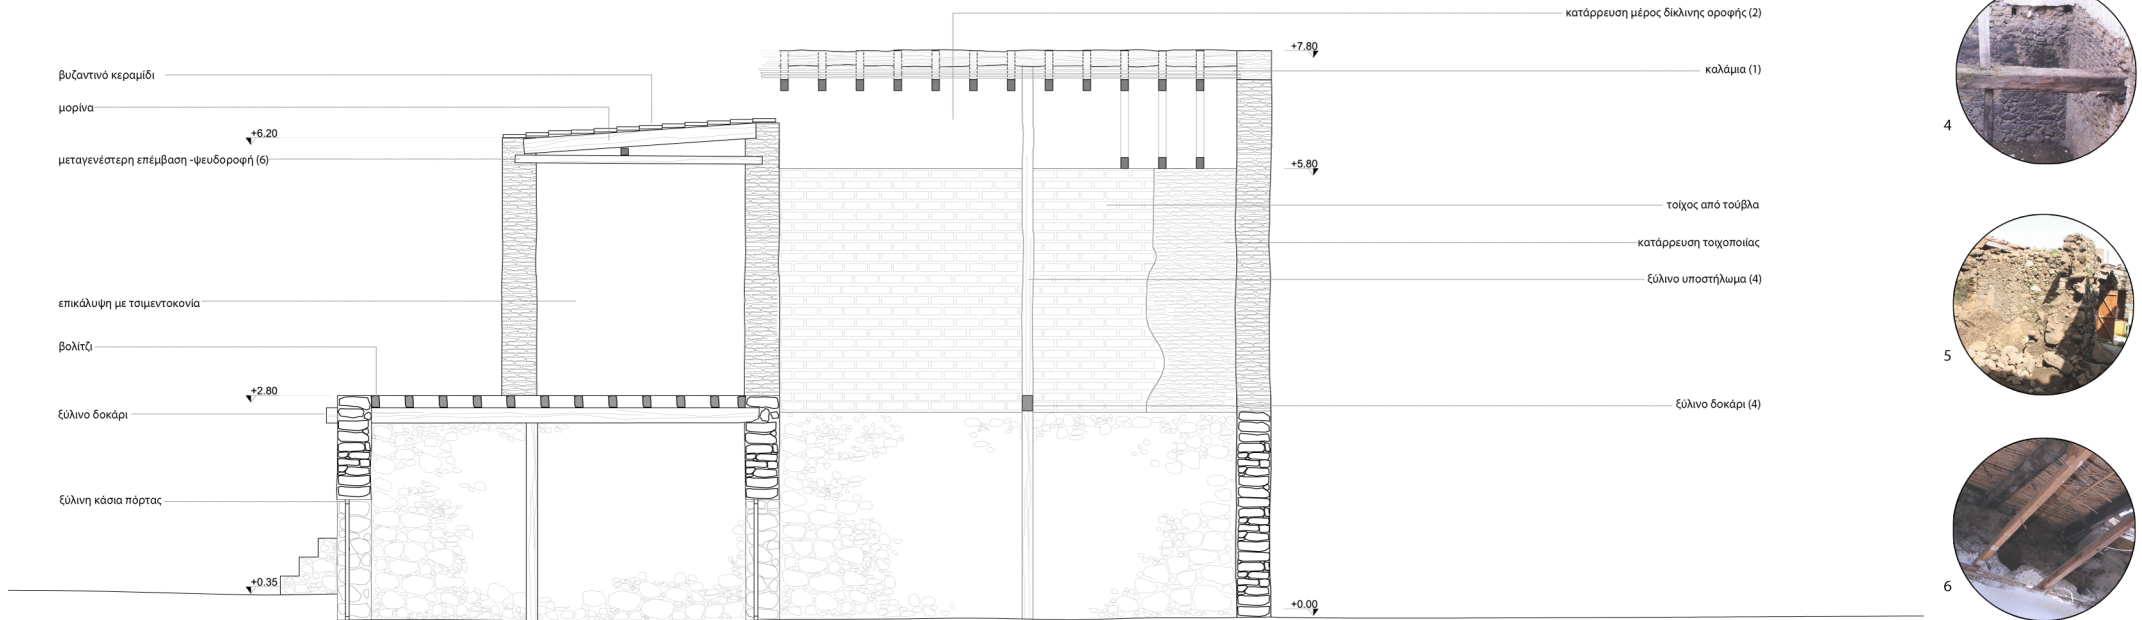 κατάρρευση μέρος δίκλινης οροφής (2)
+7.80
καλάμια (1)
βυζαντινό κεραμίδι
μορίνα
+6.20
μεταγενέστερη επέμβαση -ψευδοροφή (6)
4
+5.80
τοίχος από τούβλα
κατάρρευση τοιχοποιίας
ξύλινο υποστήλωμα (4)
επικάλυψη με τσιμεντοκονία
βολίτζι
5
+2.80
ξύλινο δοκάρι
ξύλινο δοκάρι (4)
ξύλινη κάσια πόρτας
+0.35
6
+0.00